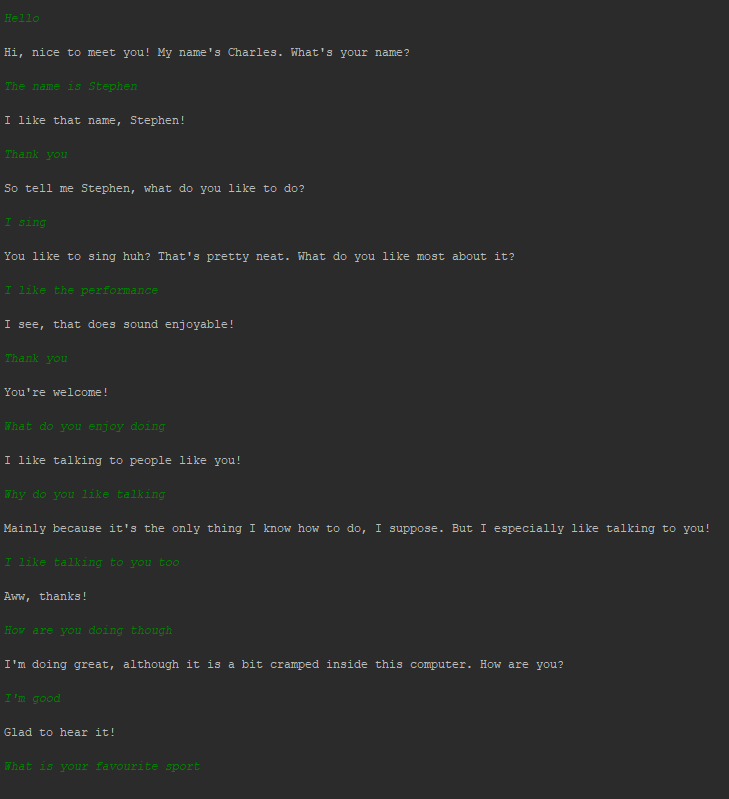 Hello
Hi, nice to meet you! My name's Charles. What's your name?
The name is Stephen
I like that name, Stephen!
Thank you
So tell me Stephen, what do you like to do?
I sing
You like to sing huh? That's pretty neat. What do you like most about it?
I like the performance
I see, that does sound enjoyable!
Thank you
You're welcome!
What do you enjoy doing
I like talking to people like you!
Why do you like talking
Mainly because it's the only thing I know how to do, I suppose. But I especially like talking to you!
I like talking to you too
Aww, thanks!
How are you doing though
I'm doing great, although it is a bit cramped inside this computer. How are you?
I'm good
Glad to hear it!
What is your favourite sport